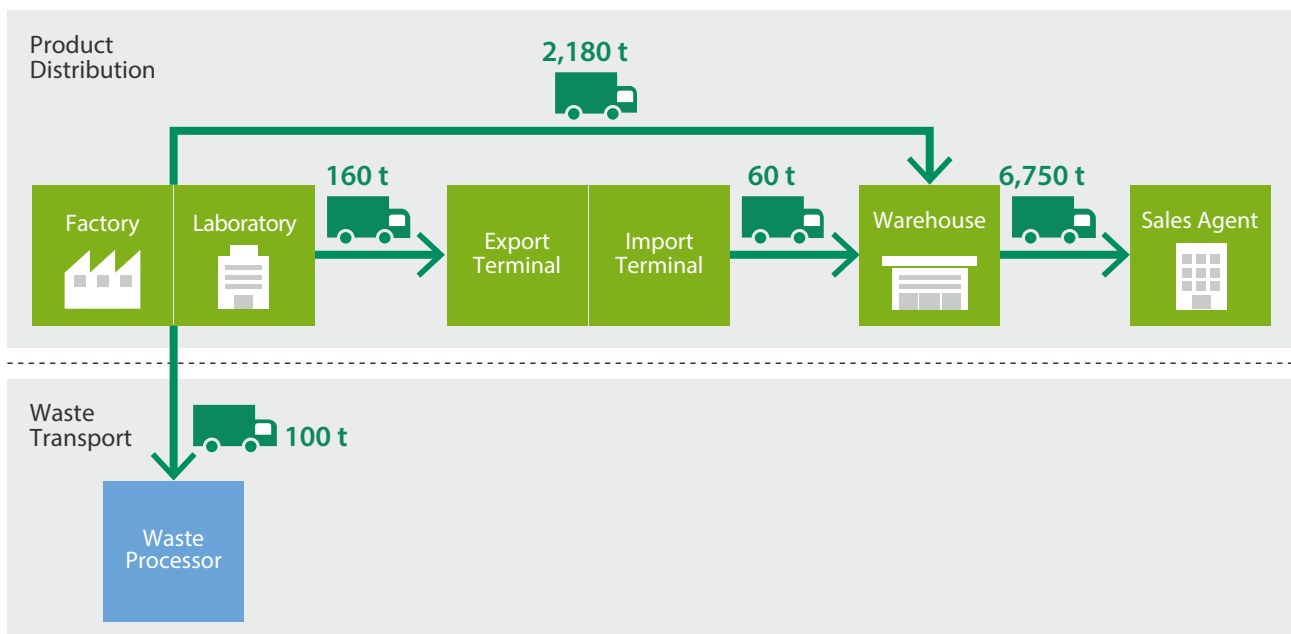 Product
Distribution
2,180 t
160 t
60 t
6,750 t
Factory
Laboratory
Export
Terminal
Import
Terminal
Warehouse
Sales Agent
Waste
Transport
100 t
Waste
Processor